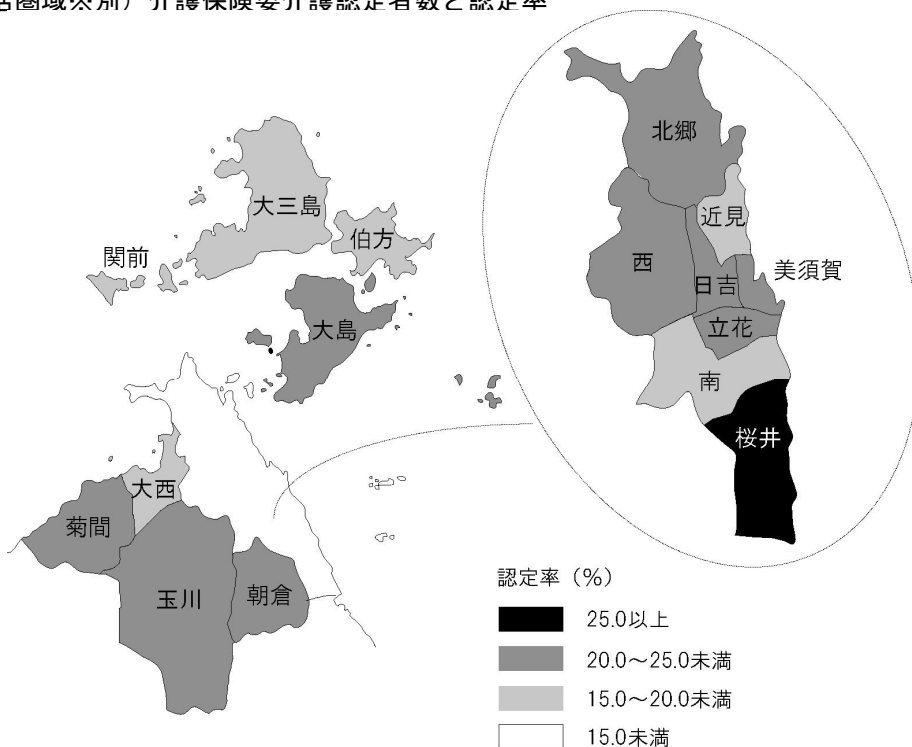 活圏域公別）介護保険要介護認定者数と認定率
北郷
大三島
近見
伯方
関前
西
美須賀
日吉
大島
立花
南
桜井
大西
菊間
玉川
朝倉
認定率（％）
25.0以上
20.0～25.0未満
15.0～20.0未満
15.0未満